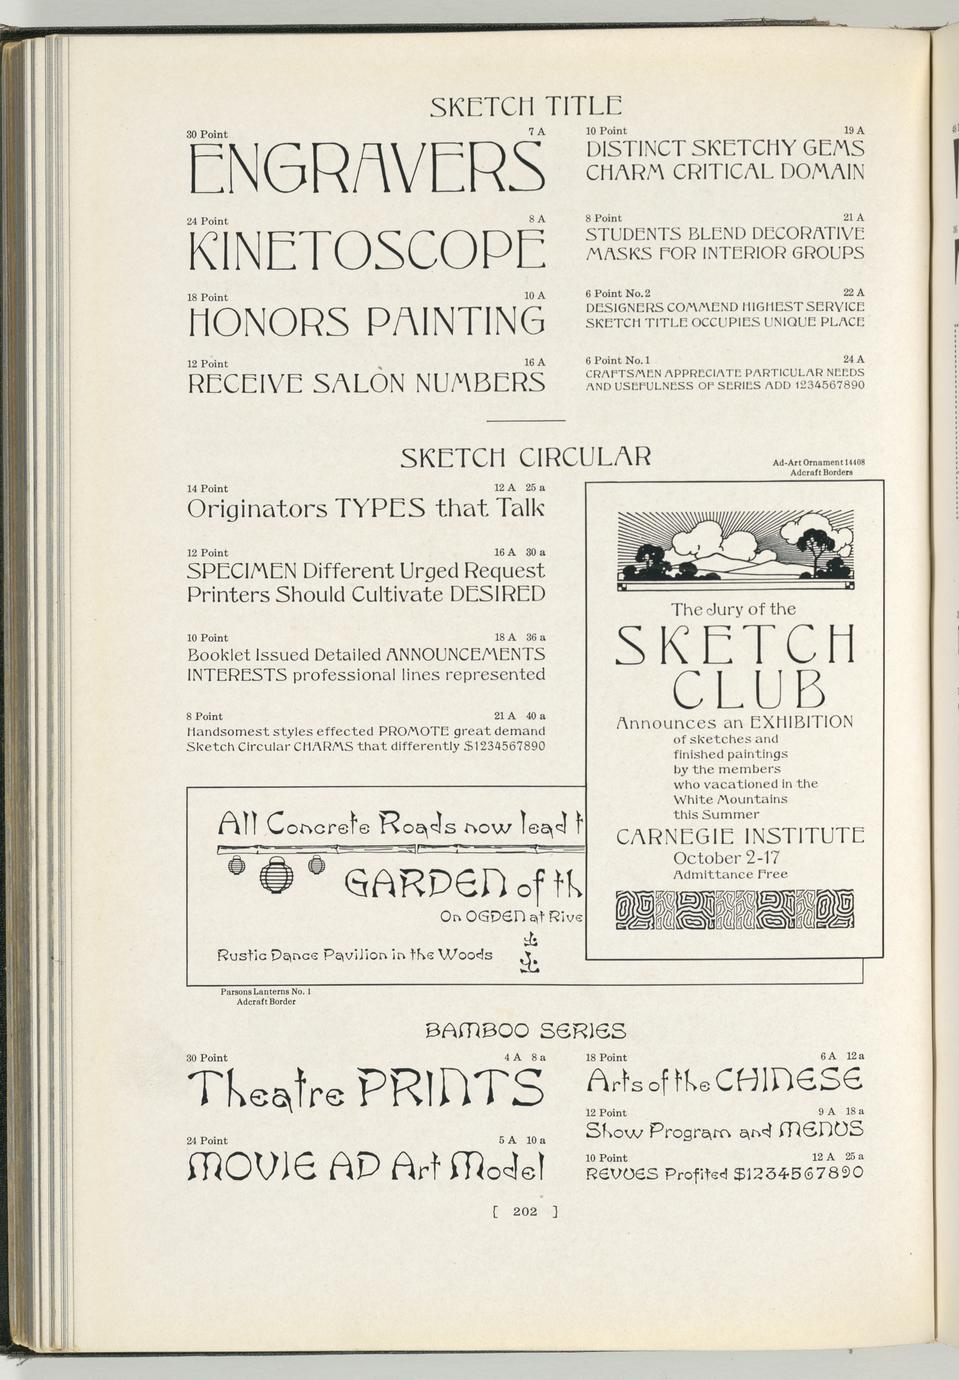 SKETCH TITLE
30 Point 7 A
ENGRAVERS
24 Point 8 A
KINETOSCOPE
18 Point 10 A
HONORS PAINTING
12 Point 16 A
RECEIVE SALON NUMBERS
10 Point 19 A
DISTINCT SKETCHY GEMS
CHARM CRITICAL DOMAIN
8 Point 21 A
STUDENTS BLEND DECORATIVE
MASKS FOR INTERIOR GROUPS
6 Point No. 2 22 A
DESIGNERS COMMEND HIGHEST SERVICE
SKETCH TITLE OCCUPIES UNIQUE PLACE
6 Point No. 1 24 A
CRAFTSMEN APPRECIATE PARTICULAR NEEDS
AND USEFULNESS OF SERIES ADD 1234567890
SKETCH CIRCULAR
14 Point 12 A 25 a
Originators TYPES that Talk
12 Point 16 A 30 a
SPECIMEN Different Urged Request
Printers Should Cultivate DESIRED
10 Point 18 A 36 a
Booklet Issued Detailed ANNOUNCEMENTS
INTERESTS professional lines represented
8 Point 21 A 40 a
Handsomest styles effected PROMOTE great demand
Sketch Circular CHARMS that differently $1234567890
Ad-Art Ornament 14408
Adcraft Borders
The Jury of the
SKETCH
CLUB
Announces an EXHIBITION
of sketches and
finished paintings
by the members
who vacationed in the
White Mountains
this Summer
CARNEGIE INSTITUTE
October 2-17
Admittance Free
All Concrete Roads now lead t
GARDEN of th
On OGDEN at Rive
Rustic Dance Pavilion in the Woods
Parsons Lanterns No. 1
Adcraft Border
BAMBOO SERIES
30 Point 4 A 8 a
Theatre PRINTS
24 Point 5 A 10 a
MOVIE AD Art Model
18 Point 6 A 12 a
Arts of the CHINESE
12 Point 9 A 18 a
Show Program and MENUS
10 Point 12 A 25 a
REVUES Profited $1234567890
[ 202 ]